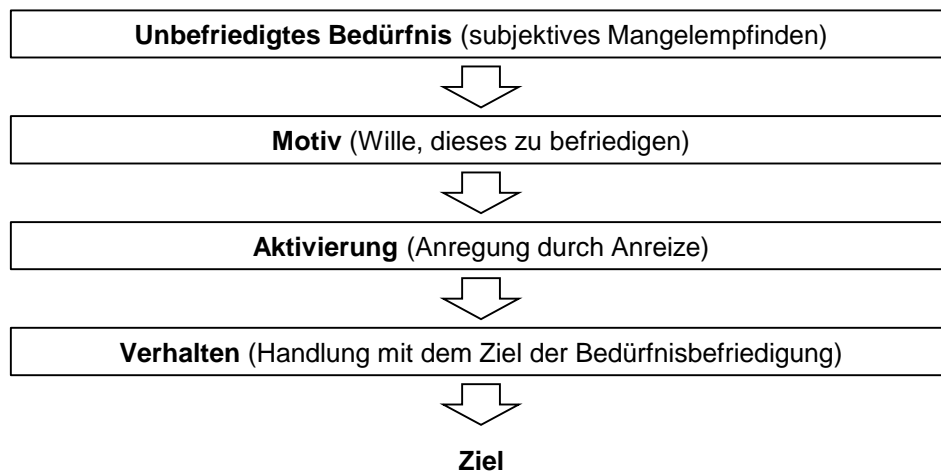 Unbefriedigtes Bedürfnis (subjektives Mangelempfinden)
Motiv (Wille, dieses zu befriedigen)
Aktivierung (Anregung durch Anreize)
Verhalten (Handlung mit dem Ziel der Bedürfnisbefriedigung)
Ziel